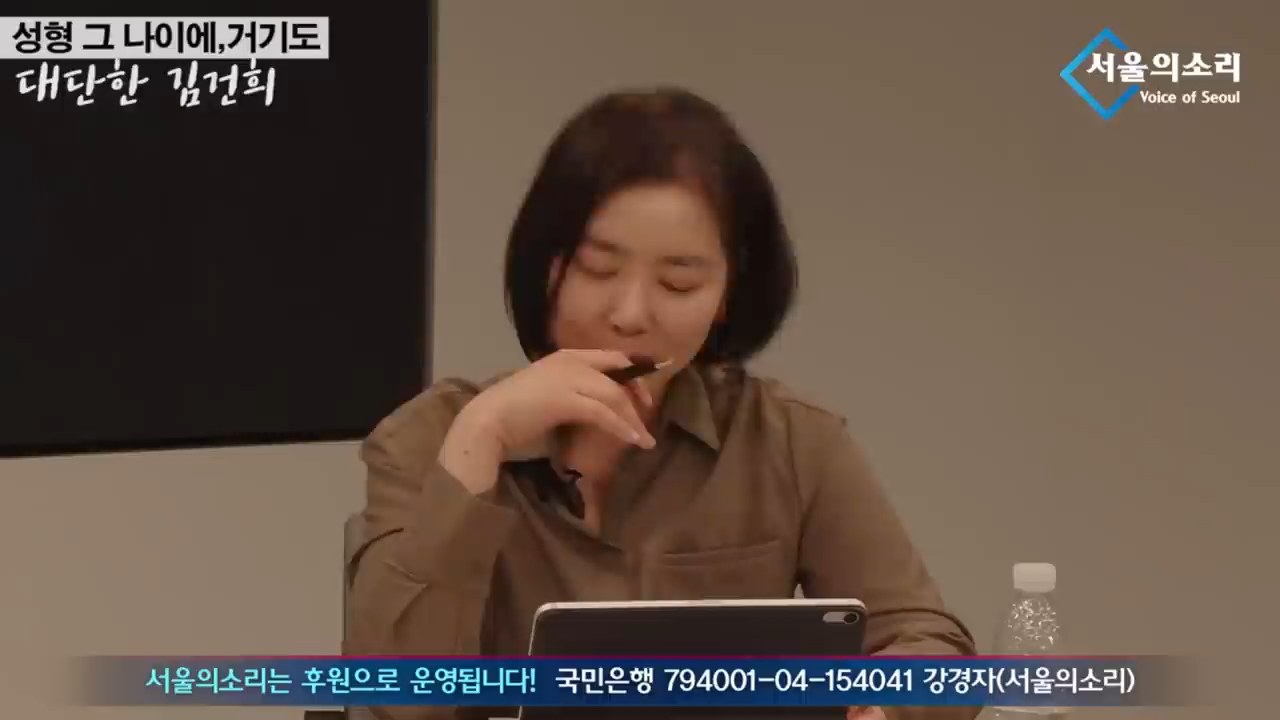 성형 그 나이에,거기도
대단한 김건희
서울의소리
Voice of Seoul
서울의소리는 후원으로 운영됩니다! 국민은행 794001-04-154041 강경자(서울의소리)